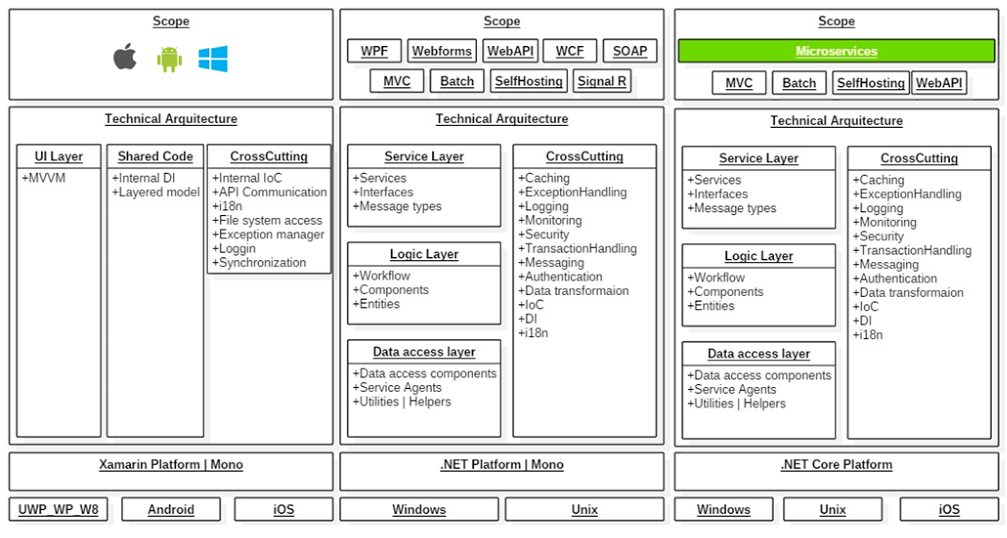 Scope
Technical Arquitecture
UI Layer
+MVVM
Shared Code
+Internal DI
+Layered model
CrossCutting
+Internal IoC
+API Communication
+i18n
+File system access
+Exception manager
+Loggin
+Synchronization
Xamarin Platform | Mono
UWP_WP_W8
Android
iOS
Scope
WPF
Webforms
WebAPI
WCF
SOAP
MVC
Batch
SelfHosting
Signal R
Technical Arquitecture
Service Layer
+Services
+Interfaces
+Message types
Logic Layer
+Workflow
+Components
+Entities
Data access layer
+Data access components
+Service Agents
+Utilities | Helpers
CrossCutting
+Caching
+ExceptionHandling
+Logging
+Monitoring
+Security
+TransactionHandling
+Messaging
+Authentication
+Data transformaion
+IoC
+DI
+i18n
.NET Platform | Mono
Windows
Unix
Scope
Microservices
MVC
Batch
SelfHosting
WebAPI
Technical Arquitecture
Service Layer
+Services
+Interfaces
+Message types
Logic Layer
+Workflow
+Components
+Entities
Data access layer
+Data access components
+Service Agents
+Utilities | Helpers
CrossCutting
+Caching
+ExceptionHandling
+Logging
+Monitoring
+Security
+TransactionHandling
+Messaging
+Authentication
+Data transformaion
+IoC
+DI
+i18n
.NET Core Platform
Windows
Unix
iOS